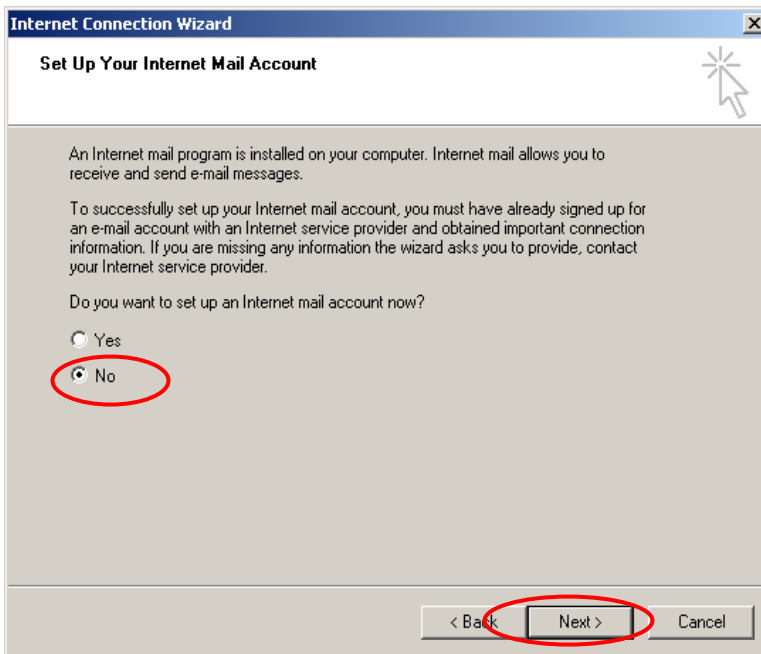 Internet Connection Wizard
Set Up Your Internet Mail Account
An Internet mail program is installed on your computer. Internet mail allows you to
receive and send e-mail messages.
To successfully set up your Internet mail account, you must have already signed up for
an e-mail account with an Internet service provider and obtained important connection
information. If you are missing any information the wizard asks you to provide, contact
your Internet service provider.
Do you want to set up an Internet mail account now?
Yes
No
< Back Next > Cancel